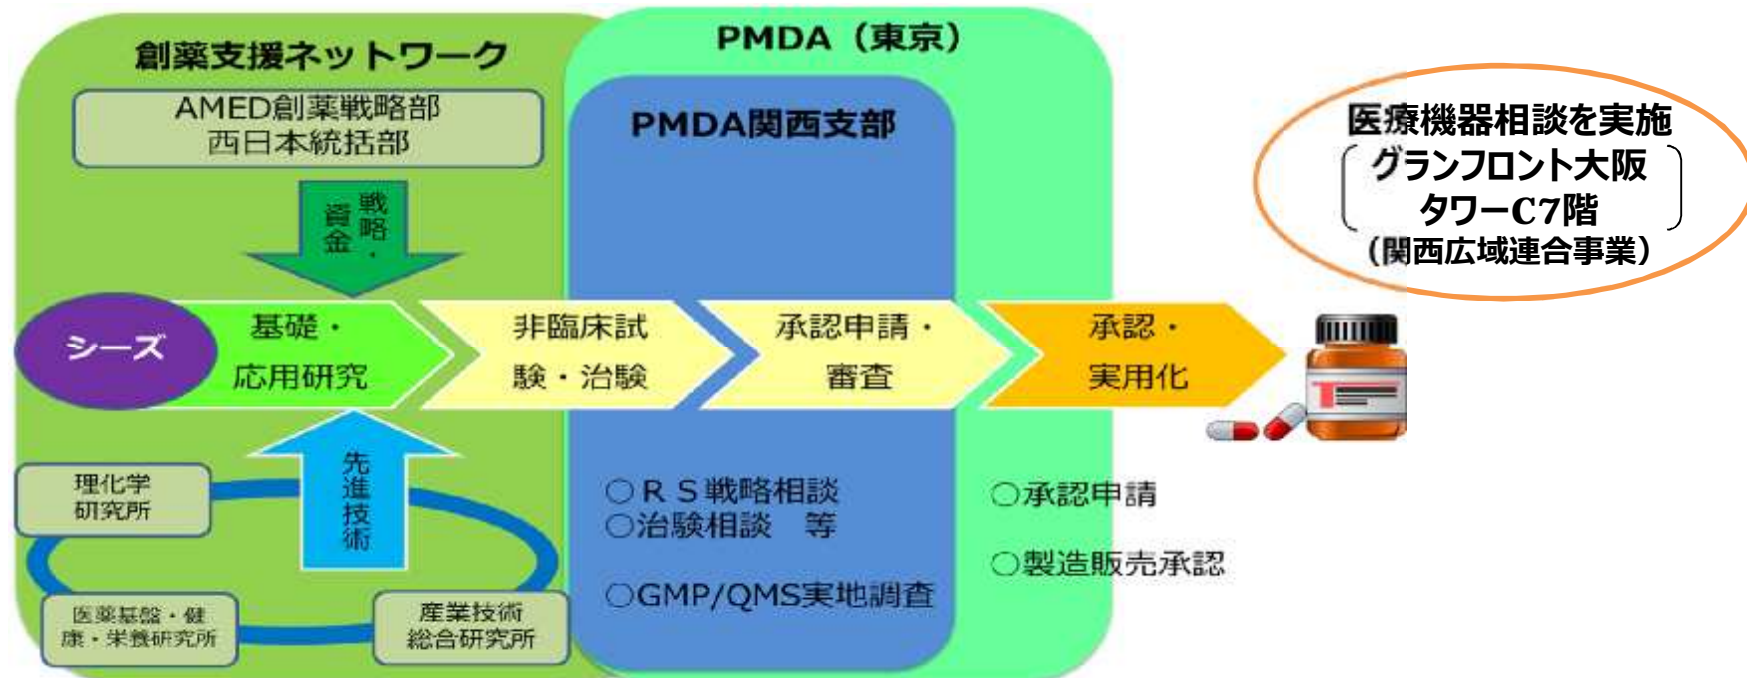 創薬支援ネットワーク
AMED創薬戦略部
西日本統括部
戦略・
資金
PMDA（東京）
PMDA関西支部
医療機器相談を実施
グランフロント大阪
タワーC7階
（関西広域連合事業）
シーズ
基礎・
応用研究
非臨床試
験・治験
承認申請・
審査
承認・
実用化
先進技術
理化学
研究所
医薬基盤・健
康・栄養研究所
産業技術
総合研究所
○ＲＳ戦略相談
○治験相談　等
○GMP/QMS実地調査
○承認申請
○製造販売承認